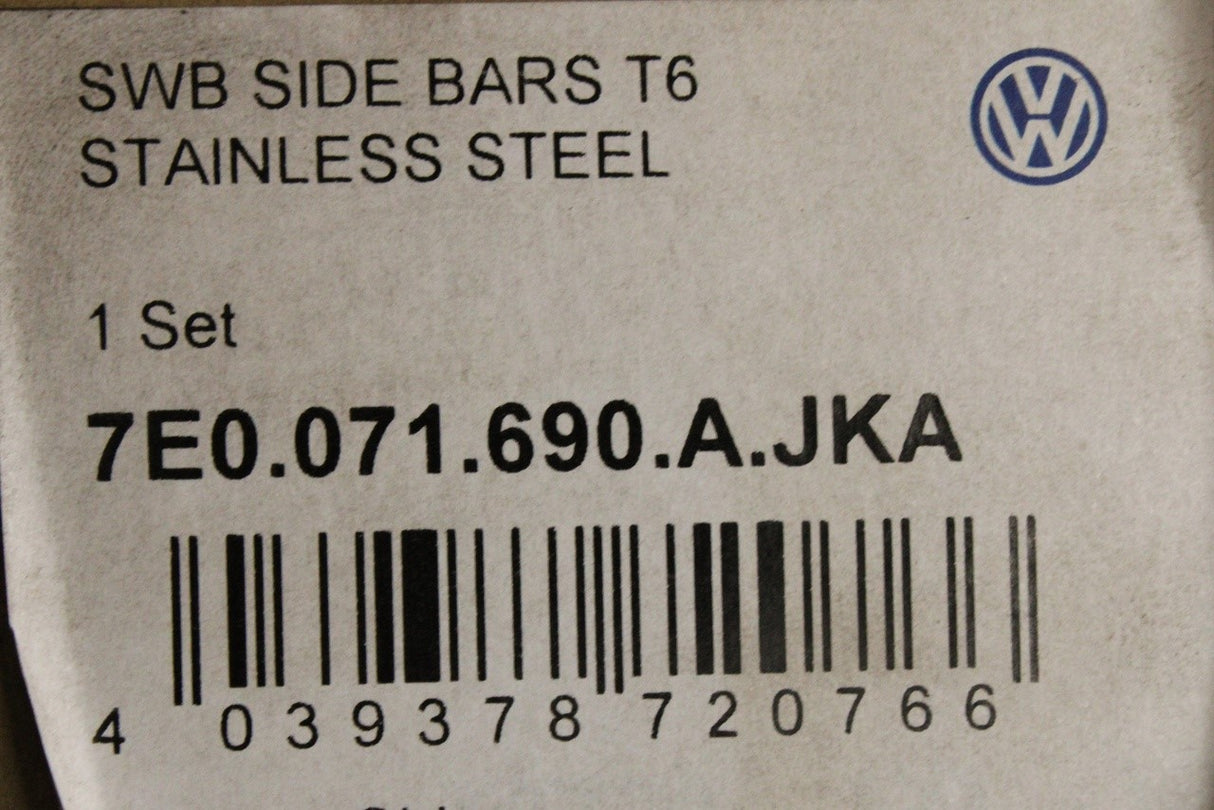 SWB SIDE BARS T6
STAINLESS STEEL
1 Set
7E0.071.690.A.JKA
4 039378 720766